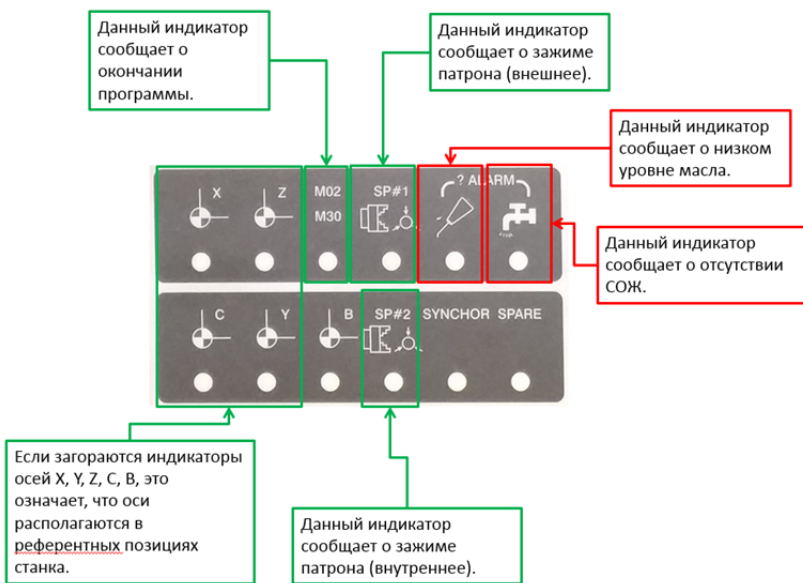 Данный индикатор
сообщает о
окончании
программы.
Данный индикатор
сообщает о зажиме
патрона (внешнее).
Данный индикатор
сообщает о низком
уровне масла.
Данный индикатор
сообщает о отсутствии
СОЖ.
X Z M02 SP#1 ? ALARM
M30
C Y B SP#2 SYNCHOR SPARE
Если загораются индикаторы
осей X, Y, Z, C, B, это
означает, что оси
располагаются в
референтных позициях
станка.
Данный индикатор
сообщает о зажиме
патрона (внутреннее).